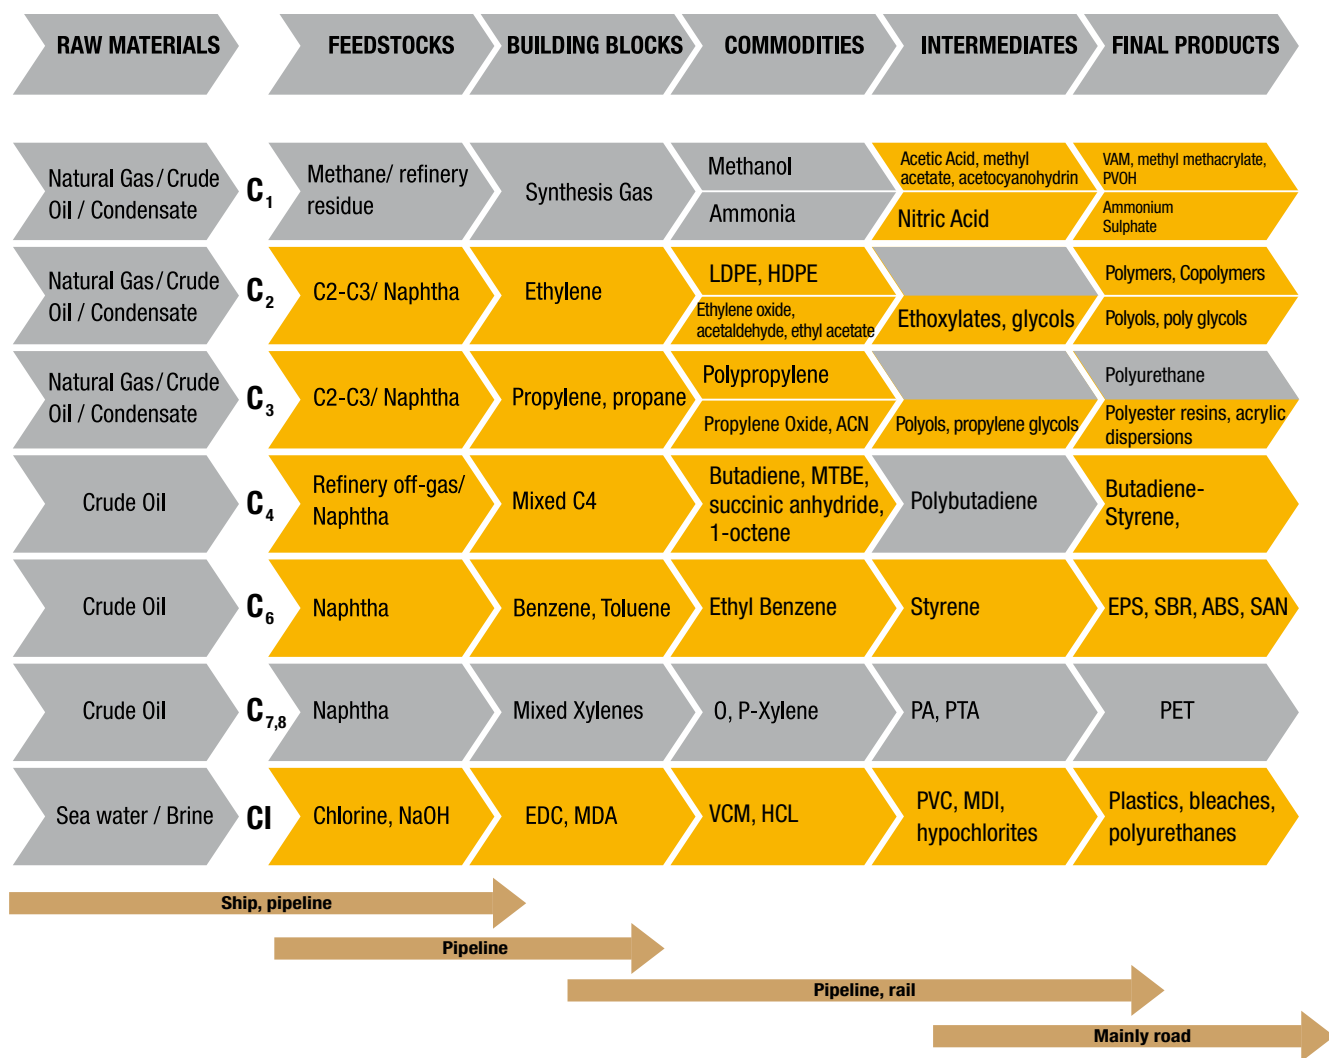 RAW MATERIALS
FEEDSTOCKS
BUILDING BLOCKS
COMMODITIES
INTERMEDIATES
FINAL PRODUCTS
Natural Gas/Crude
Oil / Condensate
C1
Methane/ refinery
residue
Synthesis Gas
Methanol
Ammonia
Acetic Acid, methyl
acetate, acetocyanohydrin
Nitric Acid
VAM, methyl methacrylate,
PVOH
Ammonium
Sulphate
Natural Gas/Crude
Oil / Condensate
C2
C2-C3/ Naphtha
Ethylene
LDPE, HDPE
Ethylene oxide,
acetaldehyde, ethyl acetate
Ethoxylates, glycols
Polymers, Copolymers
Polyols, poly glycols
Natural Gas/Crude
Oil / Condensate
C3
C2-C3/ Naphtha
Propylene, propane
Polypropylene
Propylene Oxide, ACN
Polyols, propylene glycols
Polyurethane
Polyester resins, acrylic
dispersions
Crude Oil
C4
Refinery off-gas/
Naphtha
Mixed C4
Butadiene, MTBE,
succinic anhydride,
1-octene
Polybutadiene
Butadiene-
Styrene,
Crude Oil
C6
Naphtha
Benzene, Toluene
Ethyl Benzene
Styrene
EPS, SBR, ABS, SAN
Crude Oil
C7,8
Naphtha
Mixed Xylenes
O, P-Xylene
PA, PTA
PET
Sea water / Brine
Cl
Chlorine, NaOH
EDC, MDA
VCM, HCL
PVC, MDI,
hypochlorites
Plastics, bleaches,
polyurethanes
Ship, pipeline
Pipeline
Pipeline, rail
Mainly road